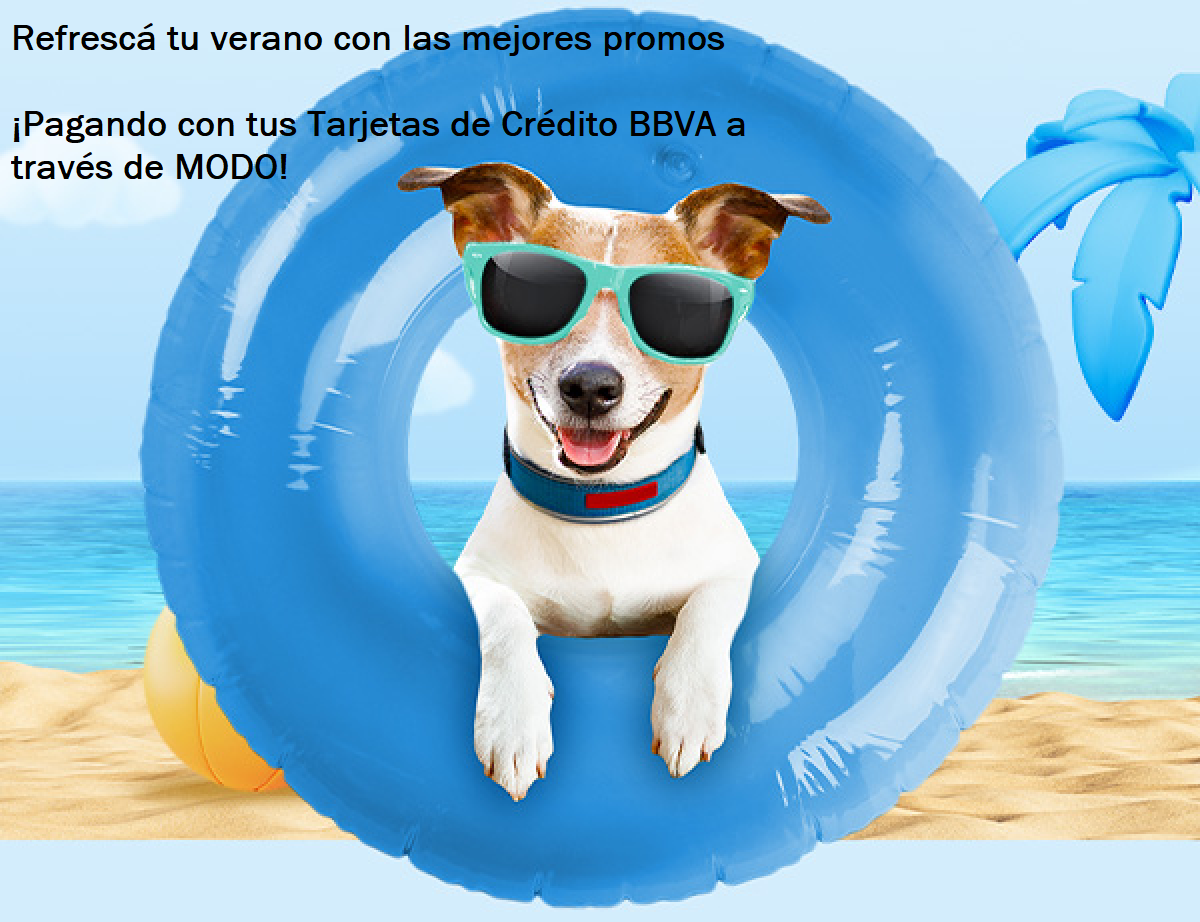 Refrescá tu verano con las mejores promos
¡Pagando con tus Tarjetas de Crédito BBVA a
través de MODO!